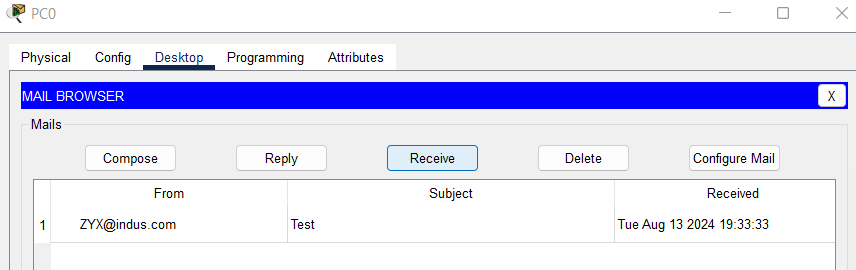 PC0
Physical Config Desktop Programming Attributes
MAIL BROWSER X
Mails
Compose Reply Receive Delete Configure Mail
From Subject Received
1 ZYX@indus.com Test Tue Aug 13 2024 19:33:33